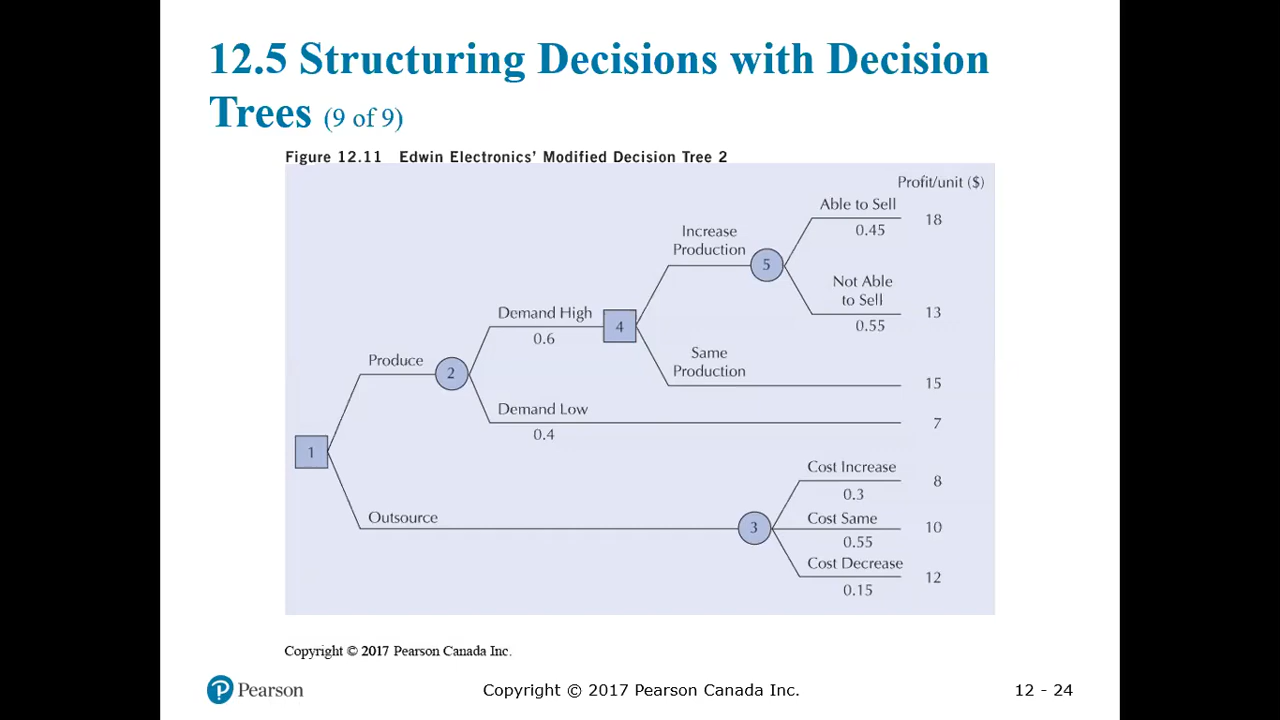 12.5 Structuring Decisions with Decision
Trees (9 of 9)
Figure 12.11 Edwin Electronics' Modified Decision Tree 2
Profit/unit ($)
Able to Sell
18
0.45
Increase
Production
5
Not Able
to Sell
13
0.55
Demand High
4
0.6
Same
Production
15
Produce
2
Demand Low
7
0.4
1
Cost Increase
8
0.3
Outsource
3
Cost Same
10
0.55
Cost Decrease
12
0.15
Copyright © 2017 Pearson Canada Inc.
Pearson
Copyright © 2017 Pearson Canada Inc.
12 - 24